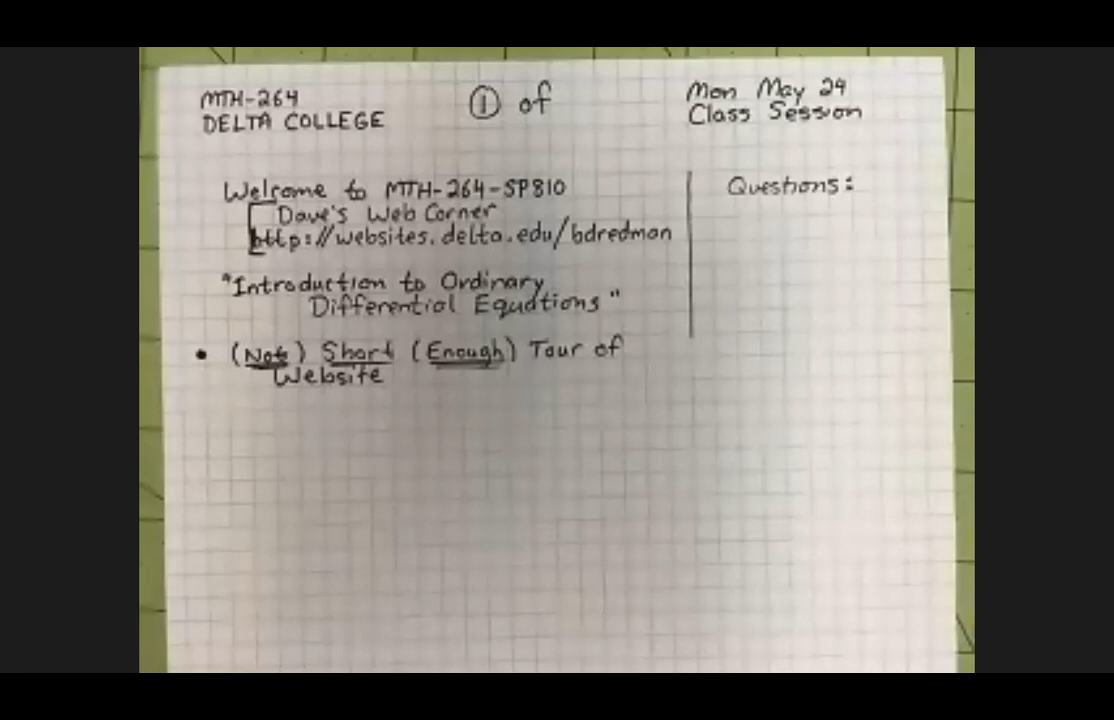 MTH-264
DELTA COLLEGE
① of
Mon May 24
Class Session
Welcome to MTH-264-SP810
Dave's Web Corner
http://websites.delta.edu/bdredman
"Introduction to Ordinary
Differential Equations"
• (Not) Short (Enough) Tour of
Website
Questions: